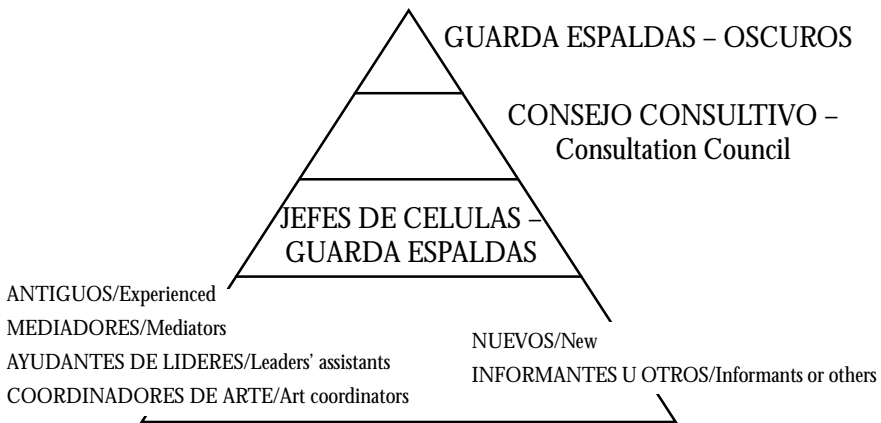 GUARDA ESPALDAS – OSCUROS
CONSEJO CONSULTIVO –
Consultation Council
JEFES DE CELULAS –
GUARDA ESPALDAS
ANTIGUOS/Experienced
MEDIADORES/Mediators
AYUDANTES DE LIDERES/Leaders’ assistants
COORDINADORES DE ARTE/Art coordinators
NUEVOS/New
INFORMANTES U OTROS/Informants or others